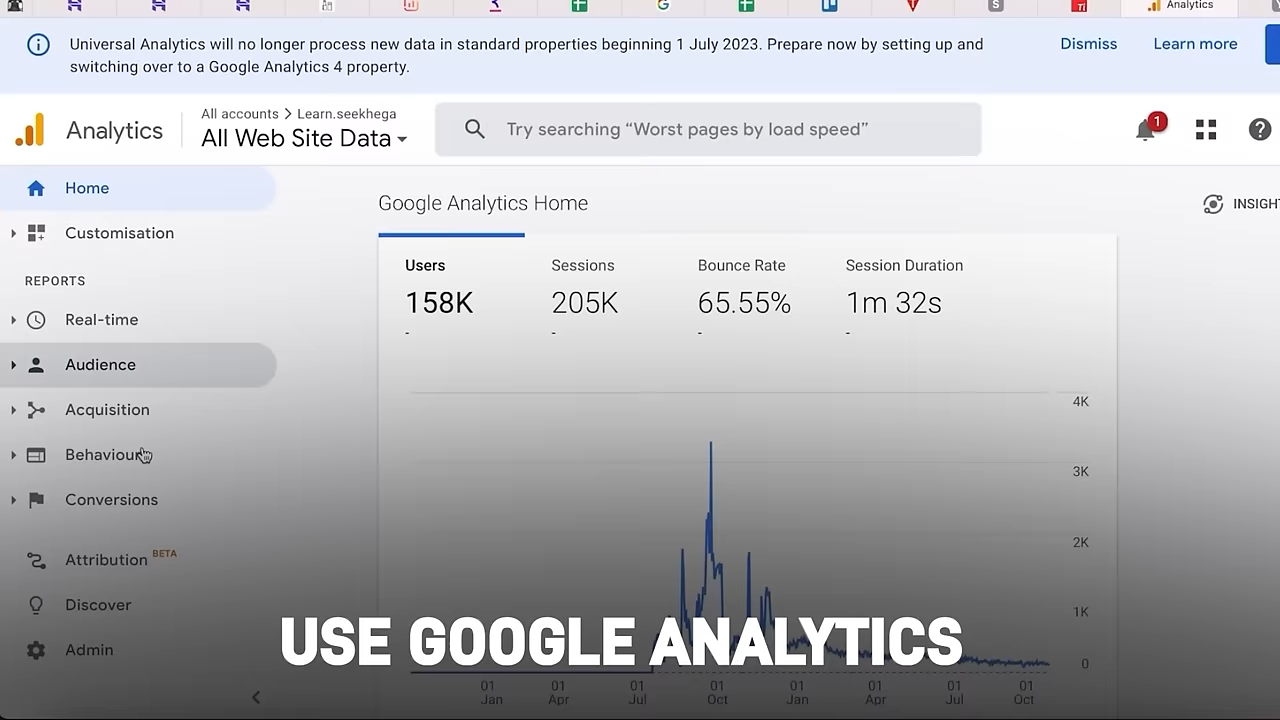 Analytics
Universal Analytics will no longer process new data in standard properties beginning 1 July 2023. Prepare now by setting up and
switching over to a Google Analytics 4 property.
Dismiss
Learn more
Analytics
All accounts > Learn.seekhega
All Web Site Data
Try searching “Worst pages by load speed”
1
Home
Customisation
REPORTS
Real-time
Audience
Acquisition
Behaviour
Conversions
Attribution BETA
Discover
Admin
Google Analytics Home
INSIGHT
Users
158K
-
Sessions
205K
-
Bounce Rate
65.55%
-
Session Duration
1m 32s
-
4K
3K
2K
1K
0
01 Jan
01 Apr
01 Jul
01 Oct
01 Jan
01 Apr
01 Jul
01 Oct
USE GOOGLE ANALYTICS